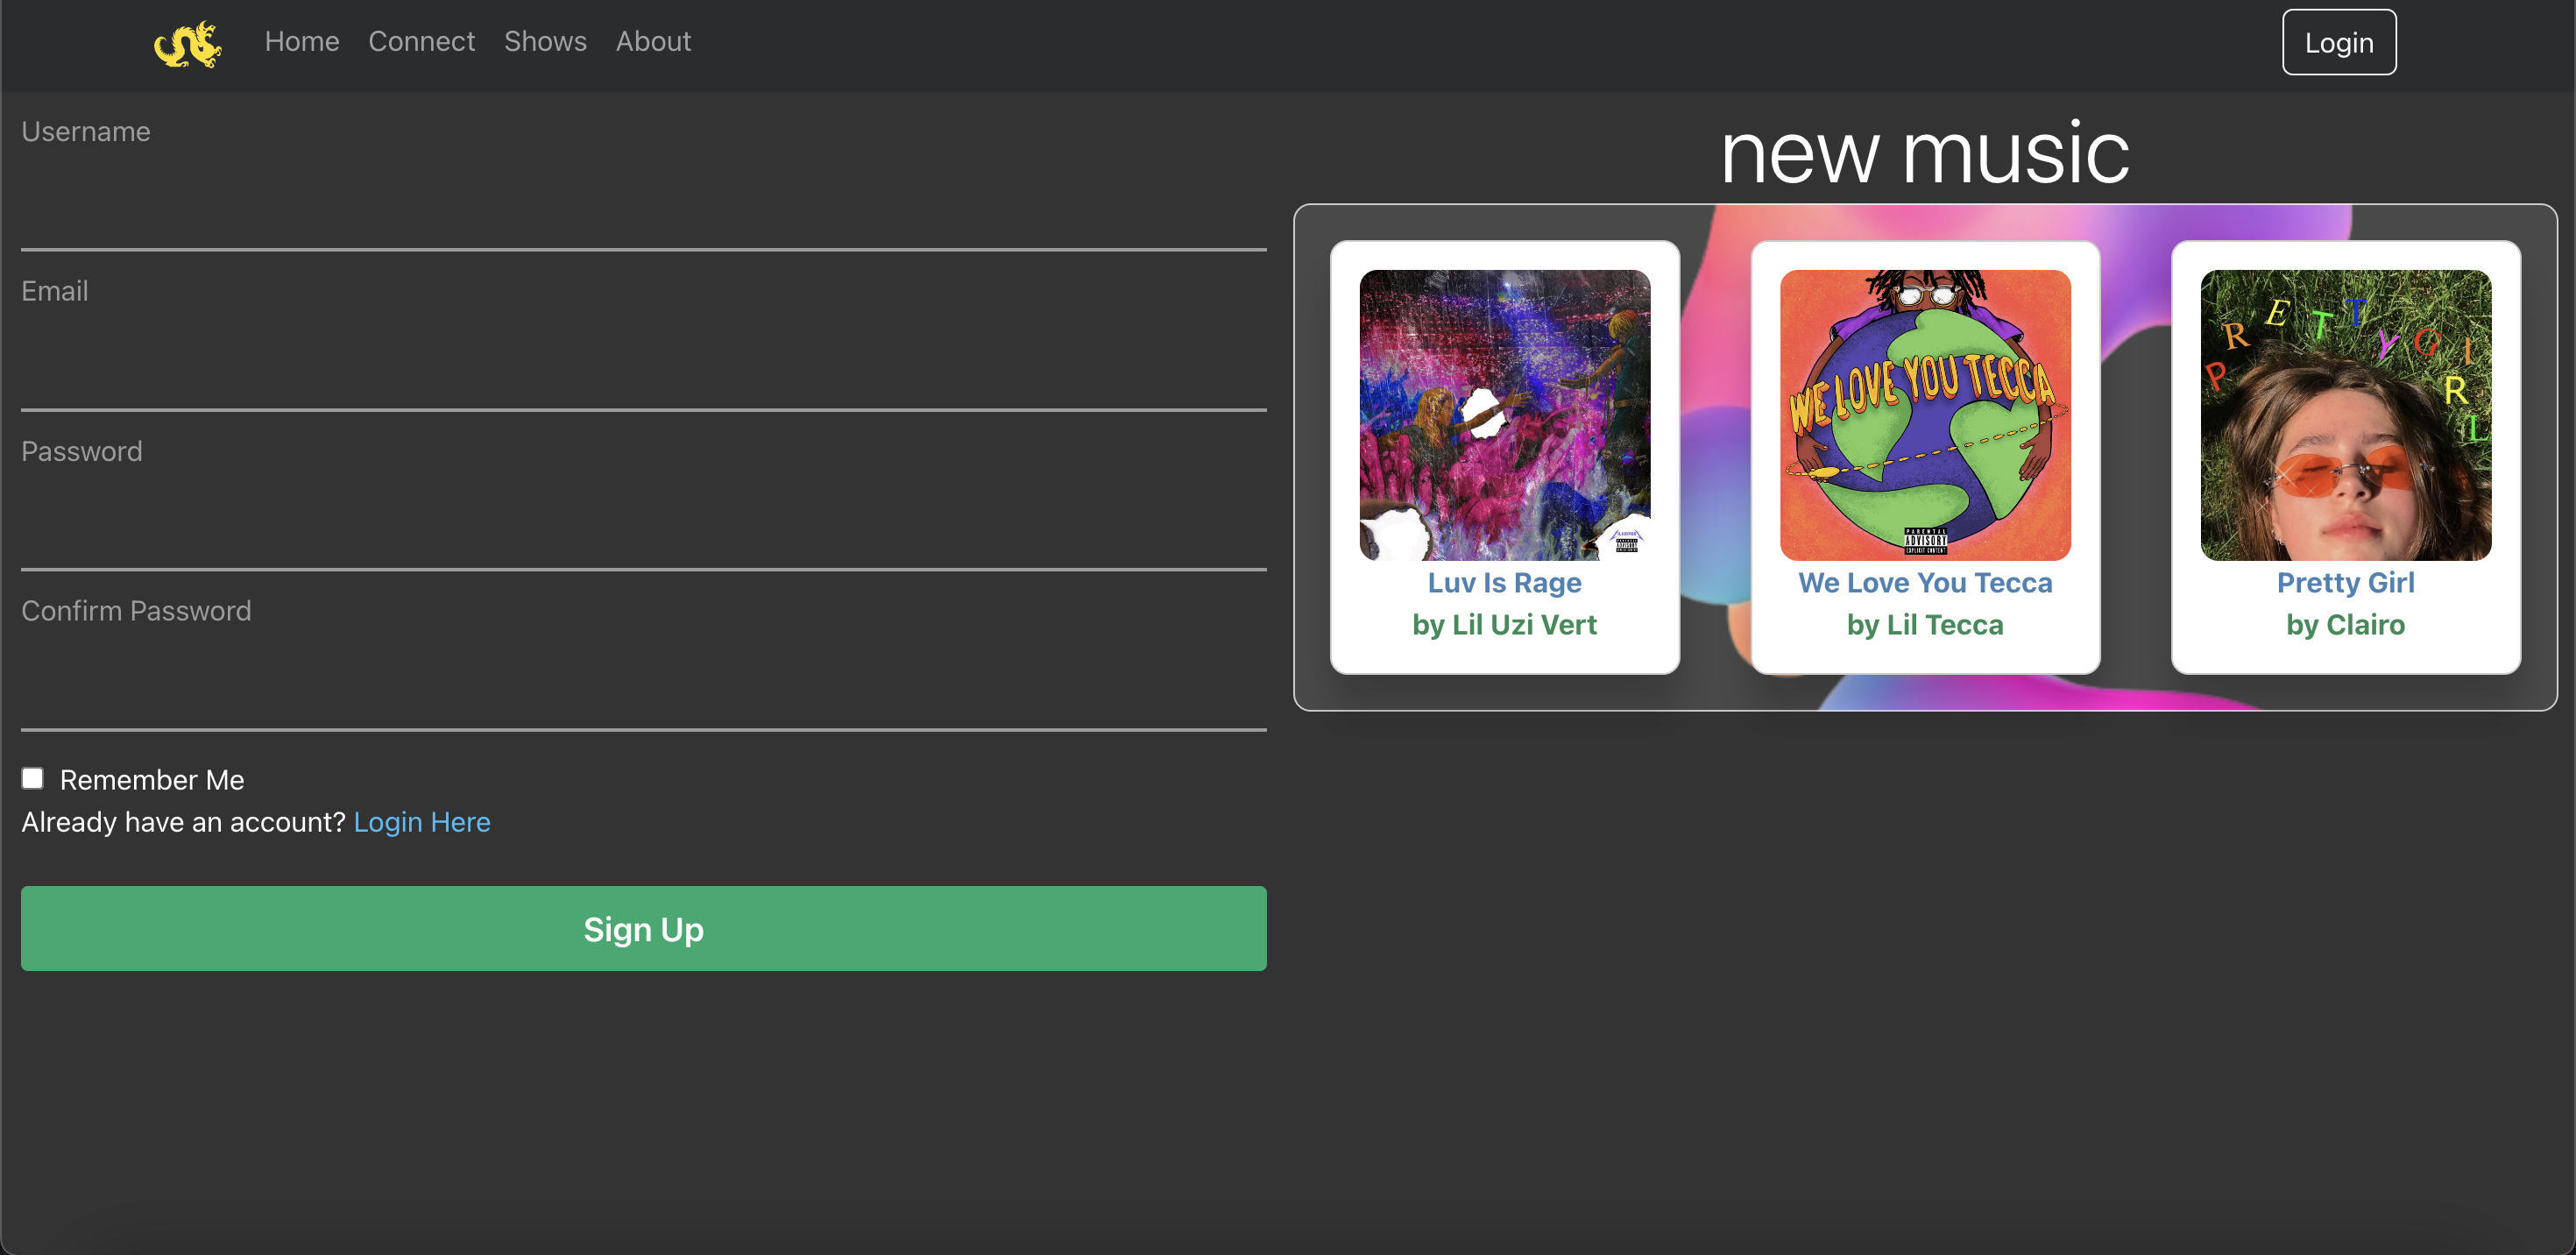 Home Connect Shows About Login
Username
Email
Password
Confirm Password
Remember Me
Already have an account? Login Here
Sign Up
new music
WE LOVE YOU TECCA
PARENTAL
ADVISORY
EXPLICIT CONTENT
PRETTY GIRL
Luv Is Rage
by Lil Uzi Vert
We Love You Tecca
by Lil Tecca
Pretty Girl
by Clairo